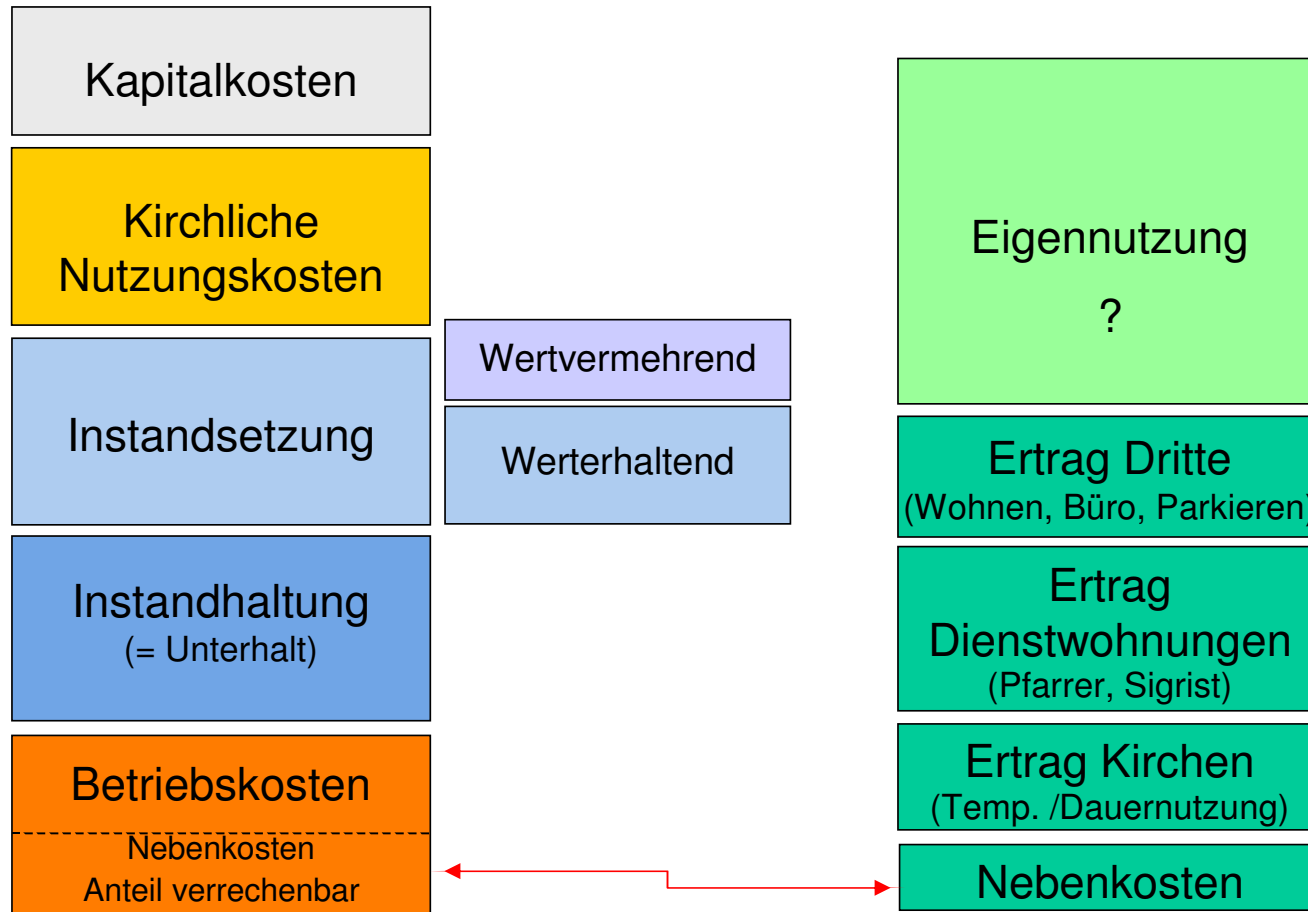 Kapitalkosten
Kirchliche
Nutzungskosten
Instandsetzung
Instandhaltung
(= Unterhalt)
Betriebskosten
Nebenkosten
Anteil verrechenbar
Wertvermehrend
Werterhaltend
Eigennutzung
?
Ertrag Dritte
(Wohnen, Büro, Parkieren)
Ertrag
Dienstwohnungen
(Pfarrer, Sigrist)
Ertrag Kirchen
(Temp. /Dauernutzung)
Nebenkosten